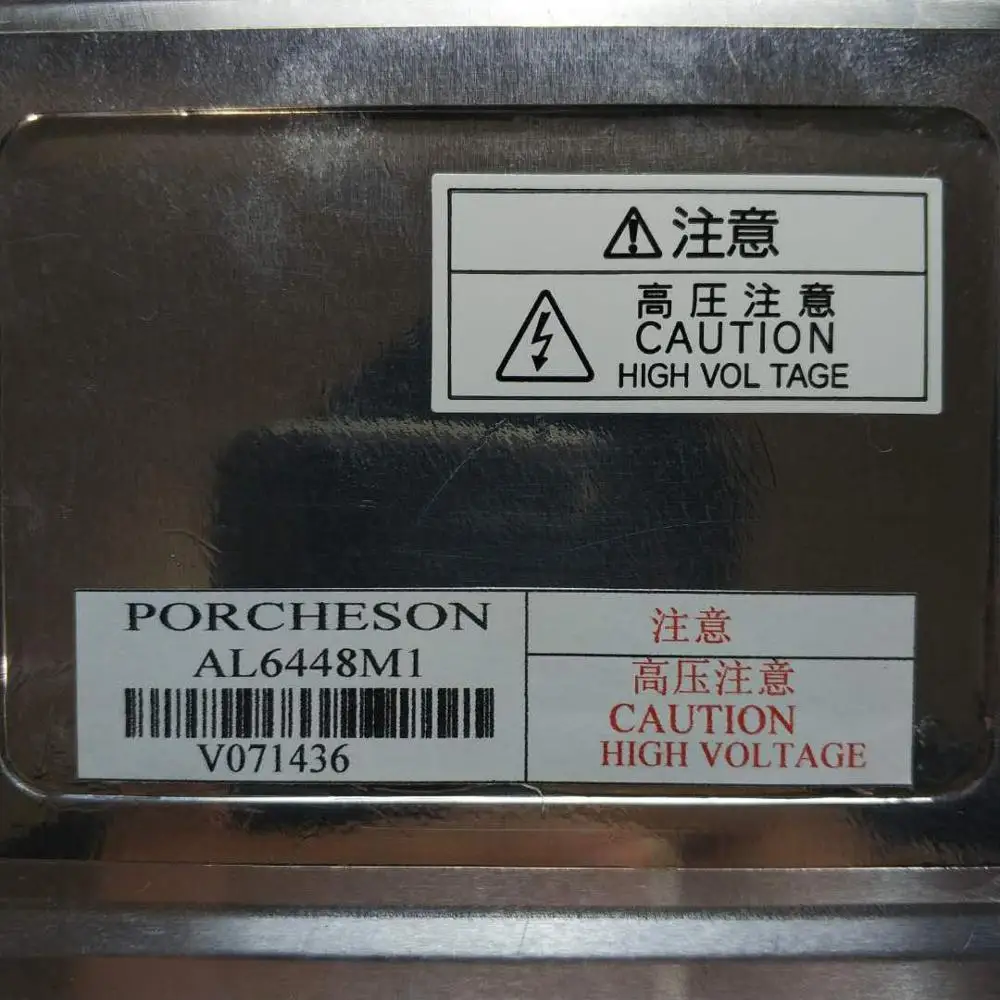 注意
高圧注意
CAUTION
HIGH VOL TAGE
PORCHESON
AL6448M1
V071436
注意
高压注意
CAUTION
HIGH VOLTAGE